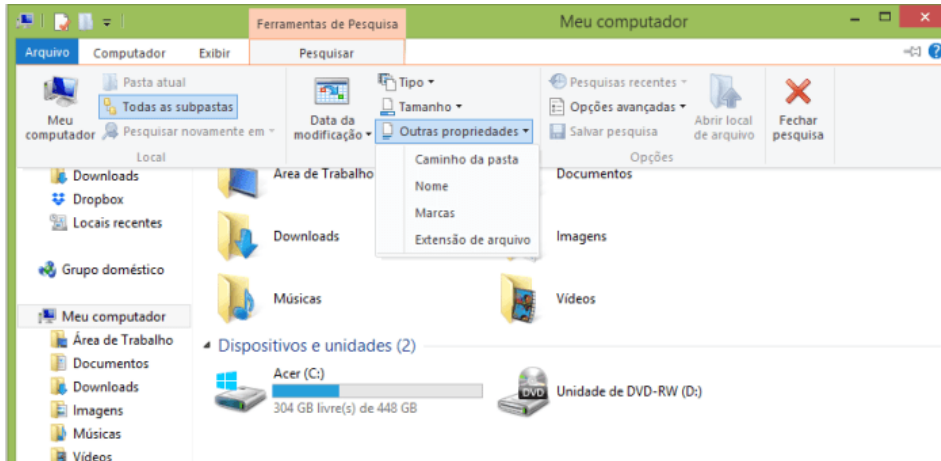 Ferramentas de Pesquisa
Meu computador
Arquivo
Computador
Exibir
Pesquisar
Meu computador
Pasta atual
Todas as subpastas
Pesquisar novamente em
Local
Data da modificação
Tipo
Tamanho
Outras propriedades
Caminho da pasta
Nome
Marcas
Extensão de arquivo
Pesquisas recentes
Opções avançadas
Salvar pesquisa
Abrir local de arquivo
Opções
Fechar pesquisa
Downloads
Dropbox
Locais recentes
Grupo doméstico
Meu computador
Área de Trabalho
Documentos
Downloads
Imagens
Músicas
Vídeos
Área de Trabalho
Documentos
Downloads
Imagens
Músicas
Vídeos
Dispositivos e unidades (2)
Acer (C:)
304 GB livre(s) de 448 GB
DVD
Unidade de DVD-RW (D:)